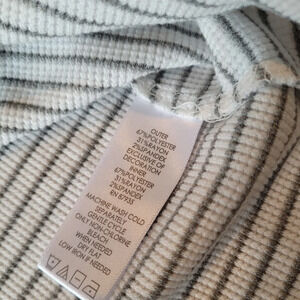 OUTER
67%POLYESTER
31%RAYON
2%SPANDEX
EXCLUSIVE OF
DECORATION
INNER
67%POLYESTER
31%RAYON
2%SPANDEX
RN 87935
MACHINE WASH COLD
SEPARATELY
GENTLE CYCLE
ONLY NON-CHLORINE
BLEACH
WHEN NEEDED
DRY FLAT
LOW IRON IF NEEDED